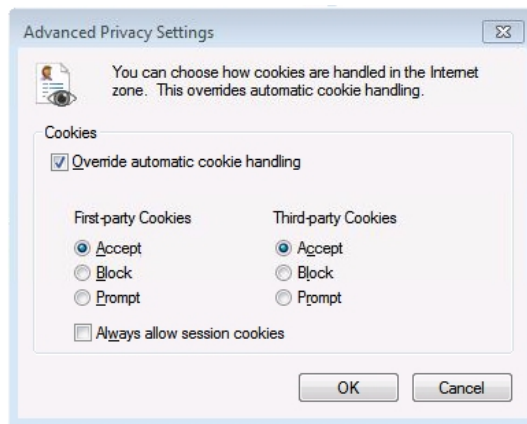 Advanced Privacy Settings
You can choose how cookies are handled in the Internet
zone. This overrides automatic cookie handling.
Cookies
Override automatic cookie handling
First-party Cookies Third-party Cookies
Accept Accept
Block Block
Prompt Prompt
Always allow session cookies
OK Cancel